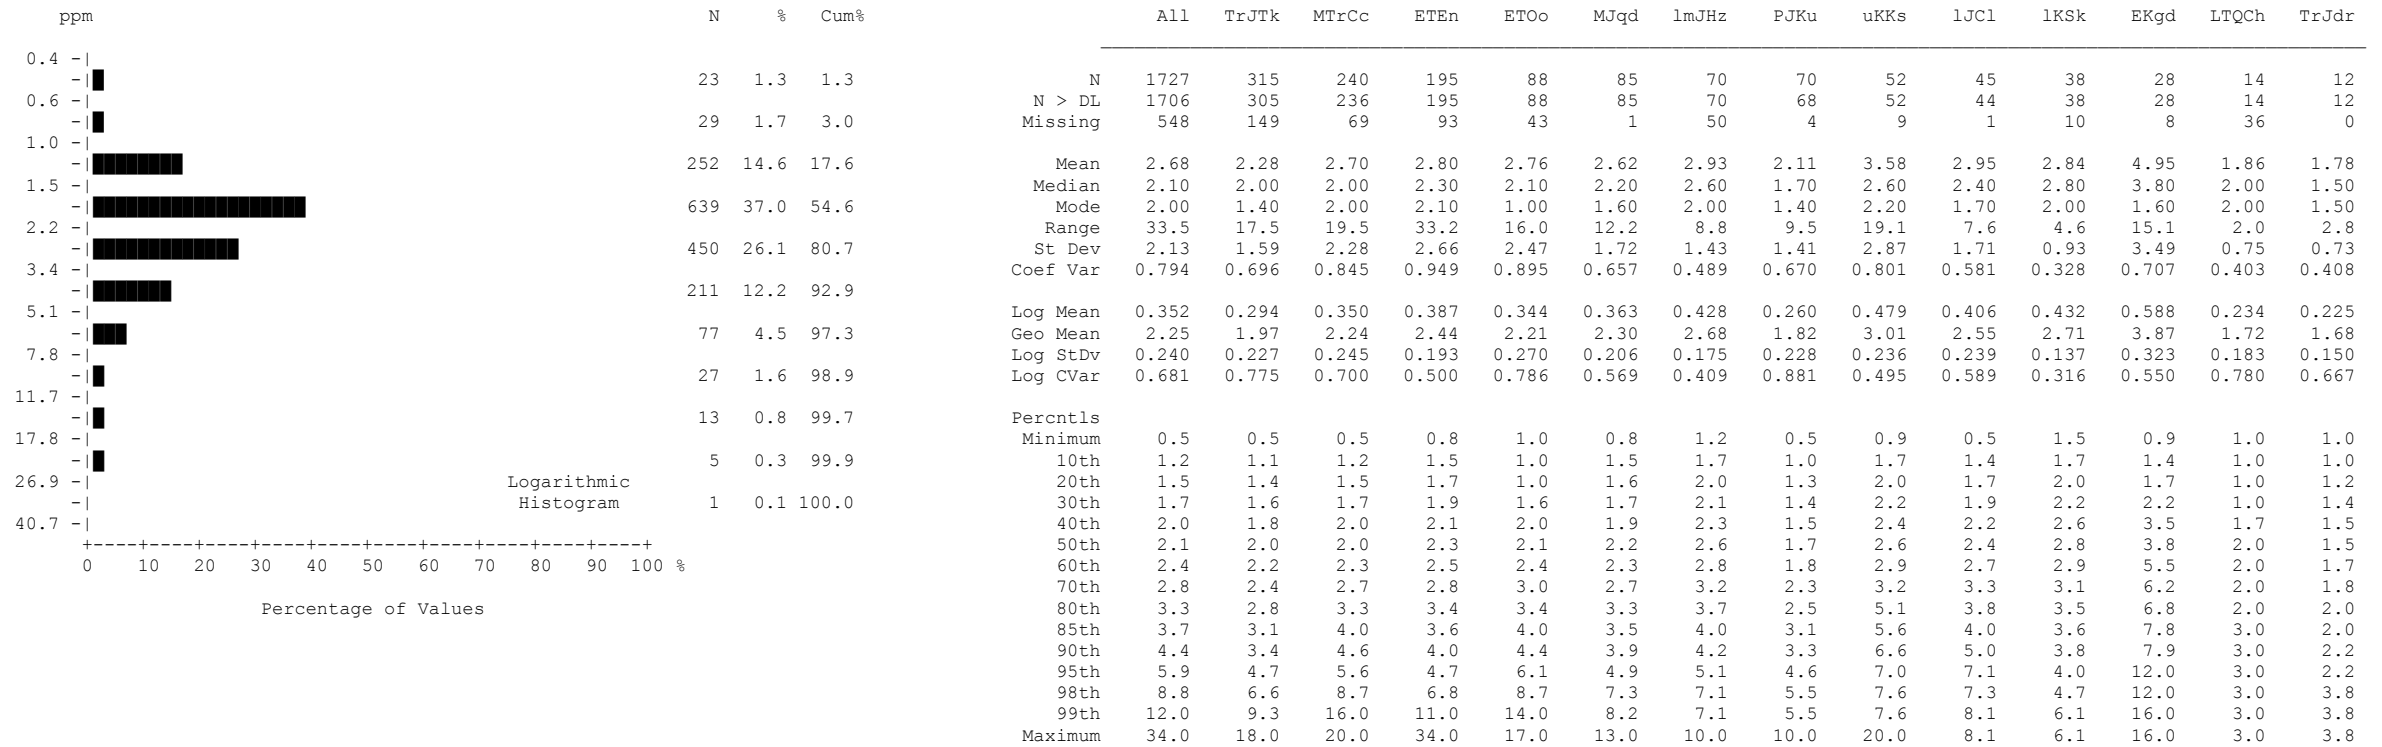 ppm N % Cum% All TrJTk MTrCc ETEn ETOo MJqd lmJHz PJKu uKKs lJCl lKSk EKgd LTQCh TrJdr
0.4 -|
-| 23 1.3 1.3 N 1727 315 240 195 88 85 70 70 52 45 38 28 14 12
0.6 -| N > DL 1706 305 236 195 88 85 70 68 52 44 38 28 14 12
-| 29 1.7 3.0 Missing 548 149 69 93 43 1 50 4 9 1 10 8 36 0
1.0 -|
-| 252 14.6 17.6 Mean 2.68 2.28 2.70 2.80 2.76 2.62 2.93 2.11 3.58 2.95 2.84 4.95 1.86 1.78
1.5 -| Median 2.10 2.00 2.00 2.30 2.10 2.20 2.60 1.70 2.60 2.40 2.80 3.80 2.00 1.50
-| 639 37.0 54.6 Mode 2.00 1.40 2.00 2.10 1.00 1.60 2.00 1.40 2.20 1.70 2.00 1.60 2.00 1.50
2.2 -| Range 33.5 17.5 19.5 33.2 16.0 12.2 8.8 9.5 19.1 7.6 4.6 15.1 2.0 2.8
-| 450 26.1 80.7 St Dev 2.13 1.59 2.28 2.66 2.47 1.72 1.43 1.41 2.87 1.71 0.93 3.49 0.75 0.73
3.4 -| Coef Var 0.794 0.696 0.845 0.949 0.895 0.657 0.489 0.670 0.801 0.581 0.328 0.707 0.403 0.408
-| 211 12.2 92.9
5.1 -| Log Mean 0.352 0.294 0.350 0.387 0.344 0.363 0.428 0.260 0.479 0.406 0.432 0.588 0.234 0.225
-| 77 4.5 97.3 Geo Mean 2.25 1.97 2.24 2.44 2.21 2.30 2.68 1.82 3.01 2.55 2.71 3.87 1.72 1.68
7.8 -| Log StDv 0.240 0.227 0.245 0.193 0.270 0.206 0.175 0.228 0.236 0.239 0.137 0.323 0.183 0.150
-| 27 1.6 98.9 Log CVar 0.681 0.775 0.700 0.500 0.786 0.569 0.409 0.881 0.495 0.589 0.316 0.550 0.780 0.667
11.7 -|
-| 13 0.8 99.7 Percntls
17.8 -| Minimum 0.5 0.5 0.5 0.8 1.0 0.8 1.2 0.5 0.9 0.5 1.5 0.9 1.0 1.0
-| 5 0.3 99.9 10th 1.2 1.1 1.2 1.5 1.0 1.5 1.7 1.0 1.7 1.4 1.7 1.4 1.0 1.0
26.9 -| Logarithmic 20th 1.5 1.4 1.5 1.7 1.0 1.6 2.0 1.3 2.0 1.7 2.0 1.7 1.0 1.2
-| Histogram 1 0.1 100.0 30th 1.7 1.6 1.7 1.9 1.6 1.7 2.1 1.4 2.2 1.9 2.2 2.2 1.0 1.4
40.7 -| 40th 2.0 1.8 2.0 2.1 2.0 1.9 2.3 1.5 2.4 2.2 2.6 3.5 1.7 1.5
+----+----+----+----+----+----+----+----+----+----+ 50th 2.1 2.0 2.0 2.3 2.1 2.2 2.6 1.7 2.6 2.4 2.8 3.8 2.0 1.5
0 10 20 30 40 50 60 70 80 90 100 % 60th 2.4 2.2 2.3 2.5 2.4 2.3 2.8 1.8 2.9 2.7 2.9 5.5 2.0 1.7
70th 2.8 2.4 2.7 2.8 3.0 2.7 3.2 2.3 3.2 3.3 3.1 6.2 2.0 1.8
Percentage of Values 80th 3.3 2.8 3.3 3.4 3.4 3.3 3.7 2.5 5.1 3.8 3.5 6.8 2.0 2.0
85th 3.7 3.1 4.0 3.6 4.0 3.5 4.0 3.1 5.6 4.0 3.6 7.8 3.0 2.0
90th 4.4 3.4 4.6 4.0 4.4 3.9 4.2 3.3 6.6 5.0 3.8 7.9 3.0 2.2
95th 5.9 4.7 5.6 4.7 6.1 4.9 5.1 4.6 7.0 7.1 4.0 12.0 3.0 2.2
98th 8.8 6.6 8.7 6.8 8.7 7.3 7.1 5.5 7.6 7.3 4.7 12.0 3.0 3.8
99th 12.0 9.3 16.0 11.0 14.0 8.2 7.1 5.5 7.6 8.1 6.1 16.0 3.0 3.8
Maximum 34.0 18.0 20.0 34.0 17.0 13.0 10.0 10.0 20.0 8.1 6.1 16.0 3.0 3.8